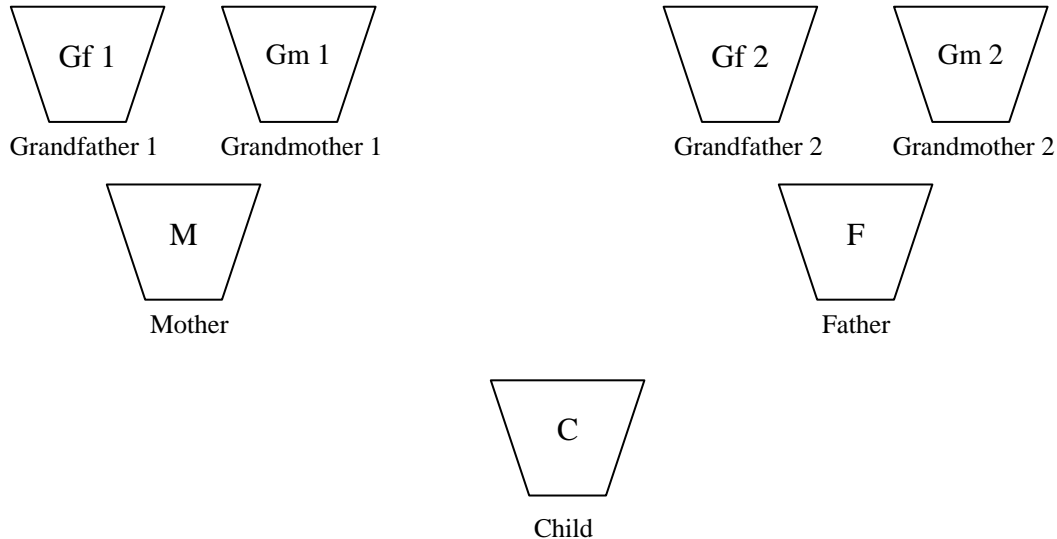 Gf 1 Gm 1 Gf 2 Gm 2
Grandfather 1 Grandmother 1 Grandfather 2 Grandmother 2
M F
Mother Father
C
Child